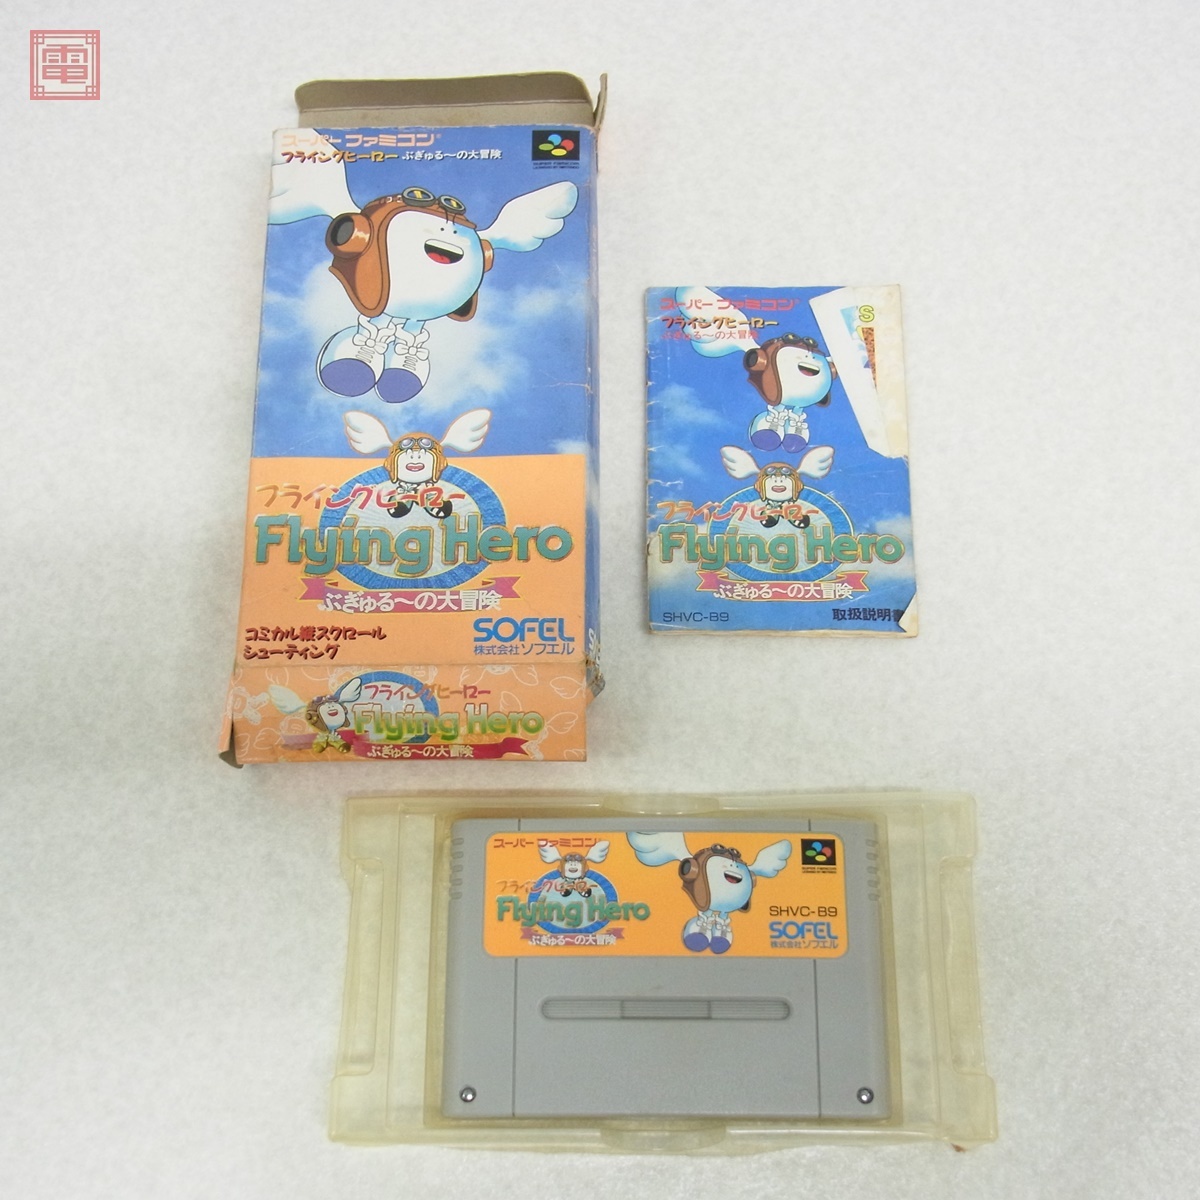 電
スーパーファミコン®
フライングヒーロー ぶぎゅる〜の大冒険
SUPER FAMICOM
フライングヒーロー
Flying Hero
ぶぎゅる〜の大冒険
コミカル縦スクロール
シューティング
SOFEL
株式会社ソフエル
フライングヒーロー
Flying Hero
ぶぎゅる〜の大冒険
スーパーファミコン®
フライングヒーロー
ぶぎゅる〜の大冒険
S
フライングヒーロー
Flying Hero
ぶぎゅる〜の大冒険
SHVC-B9
取扱説明書
スーパーファミコン®
フライングヒーロー
Flying Hero
ぶぎゅる〜の大冒険
SUPER FAMICOM
SHVC-B9
SOFEL
株式会社ソフエル